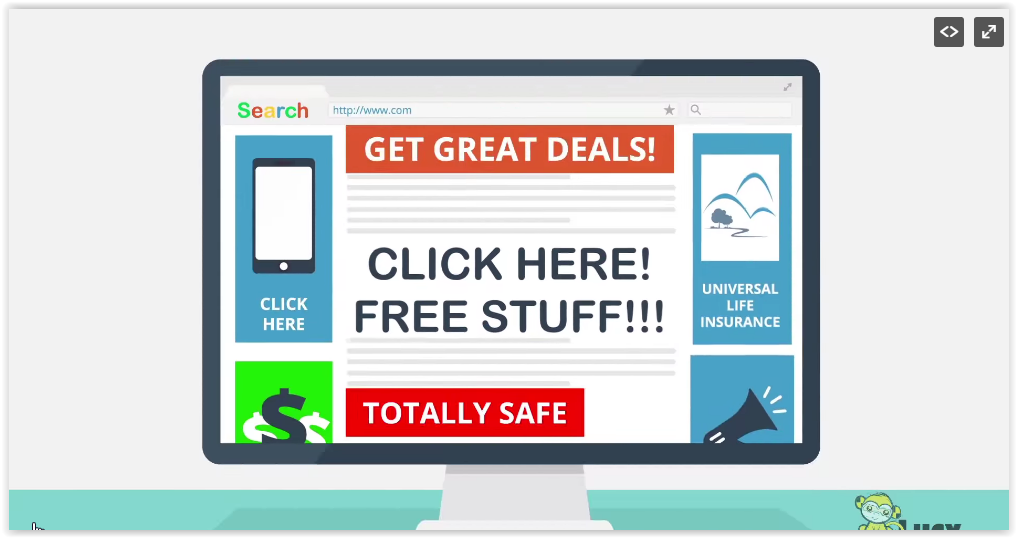 Search
http://www.com
GET GREAT DEALS!
CLICK HERE!
FREE STUFF!!!
CLICK
HERE
UNIVERSAL
LIFE
INSURANCE
TOTALLY SAFE